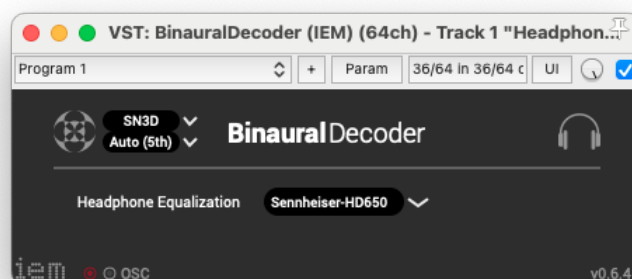 VST: BinauralDecoder (IEM) (64ch) - Track 1 "Headphon...
Program 1 + Param 36/64 in 36/64 c UI
SN3D
Auto (5th)
BinauralDecoder
Headphone Equalization Sennheiser-HD650
iem OSC v0.6.4